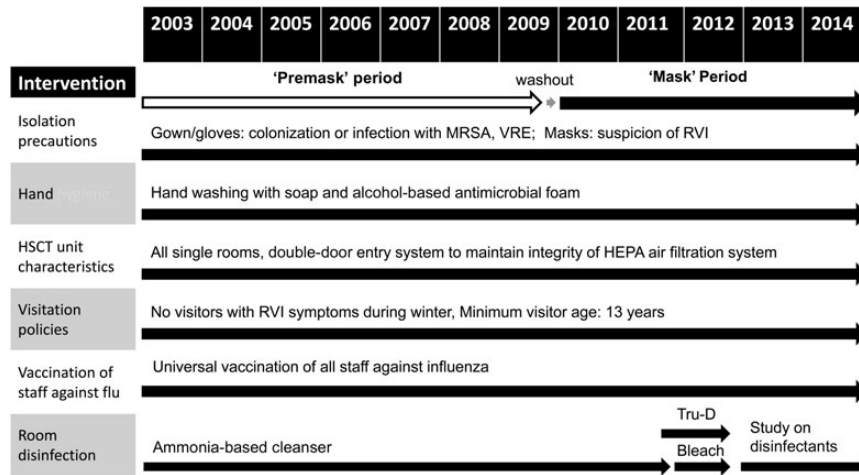 2003 2004 2005 2006 2007 2008 2009 2010 2011 2012 2013 2014
Intervention
‘Premask’ period
washout
‘Mask’ Period
Isolation
precautions
Gown/gloves: colonization or infection with MRSA, VRE; Masks: suspicion of RVI
Hand hygiene
Hand washing with soap and alcohol-based antimicrobial foam
HSCT unit
characteristics
All single rooms, double-door entry system to maintain integrity of HEPA air filtration system
Visitation
policies
No visitors with RVI symptoms during winter, Minimum visitor age: 13 years
Vaccination
of staff against flu
Universal vaccination of all staff against influenza
Room
disinfection
Ammonia-based cleanser
Tru-D
Bleach
Study on
disinfectants